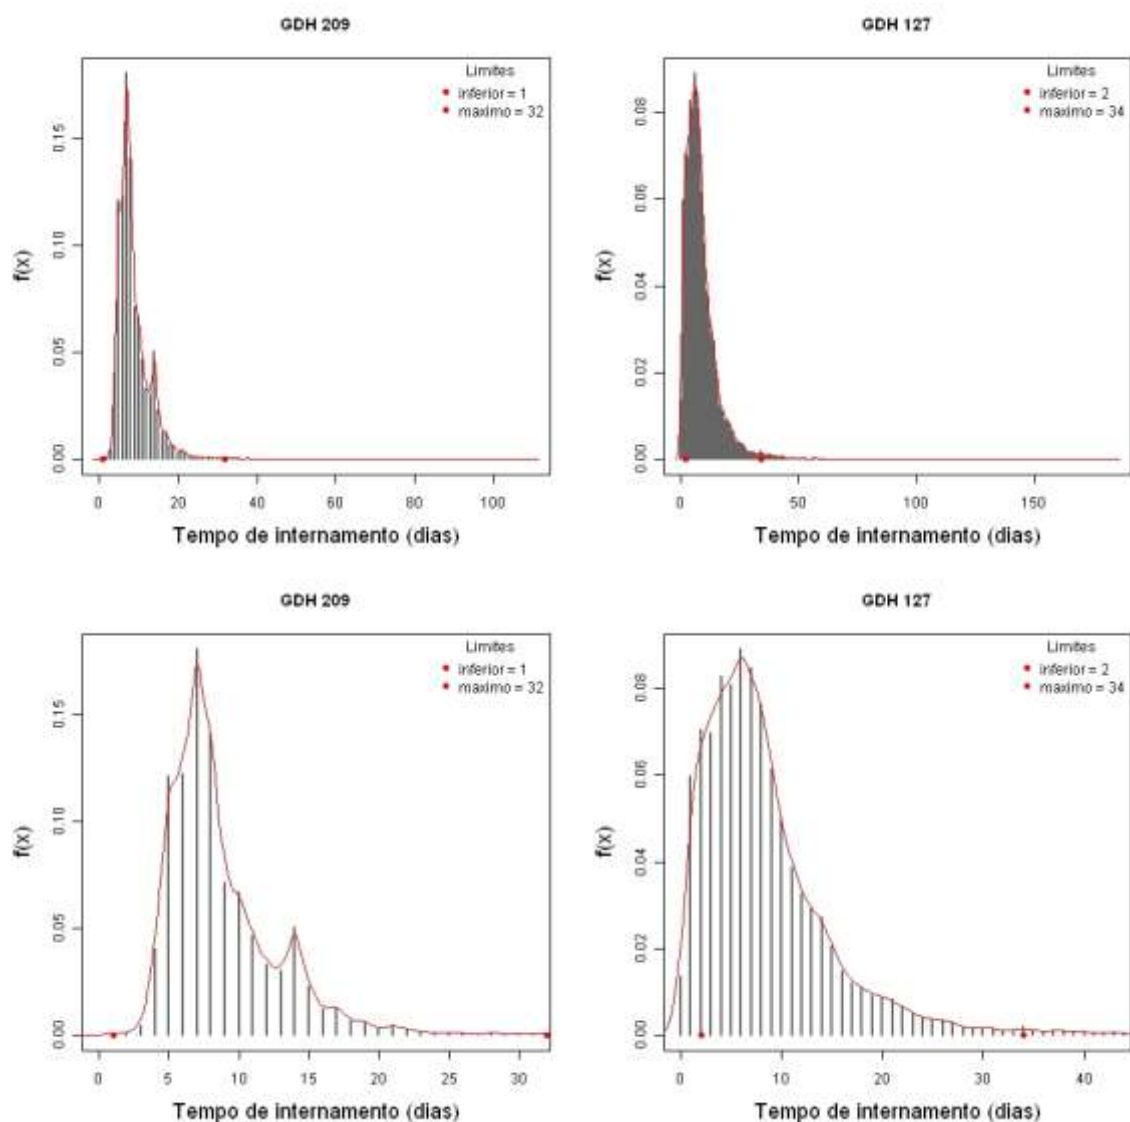 GDH 209
Limites
inferior = 1
maximo = 32
f(x)
0.00 0.05 0.10 0.15
0 20 40 60 80 100
Tempo de internamento (dias)
GDH 127
Limites
inferior = 2
maximo = 34
f(x)
0.00 0.02 0.04 0.06 0.08
0 50 100 150
Tempo de internamento (dias)
GDH 209
Limites
inferior = 1
maximo = 32
f(x)
0.00 0.05 0.10 0.15
0 5 10 15 20 25 30
Tempo de internamento (dias)
GDH 127
Limites
inferior = 2
maximo = 34
f(x)
0.00 0.02 0.04 0.06 0.08
0 10 20 30 40
Tempo de internamento (dias)